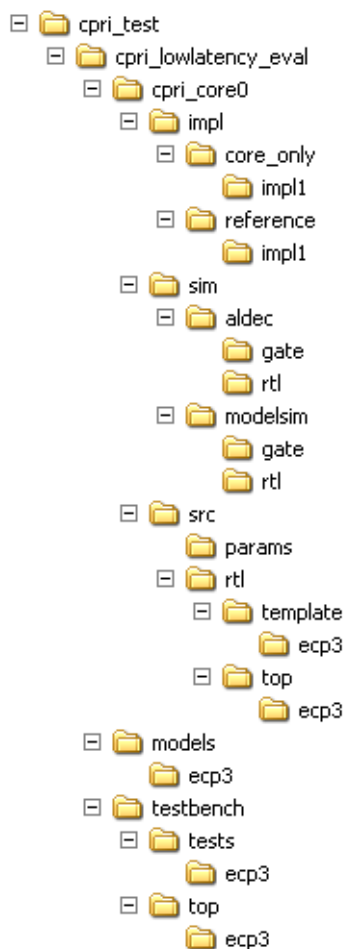 cpri_test
cpri_lowlatency_eval
cpri_core0
impl
core_only
impl1
reference
impl1
sim
aldec
gate
rtl
modelsim
gate
rtl
src
params
rtl
template
ecp3
top
ecp3
models
ecp3
testbench
tests
ecp3
top
ecp3